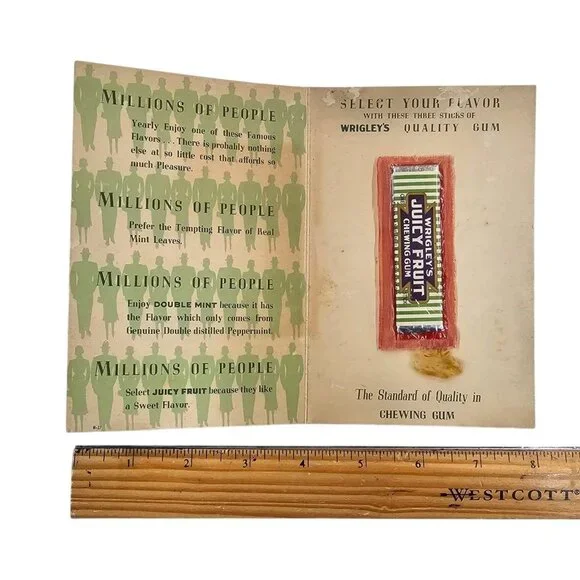 MILLIONS OF PEOPLE
Yearly Enjoy one of these Famous
Flavors... There is probably nothing
else at so little cost that affords so
much Pleasure.
MILLIONS OF PEOPLE
Prefer the Tempting Flavor of Real
Mint Leaves.
MILLIONS OF PEOPLE
Enjoy DOUBLE MINT because it has
the Flavor which only comes from
Genuine Double distilled Peppermint.
MILLIONS OF PEOPLE
Select JUICY FRUIT because they like
a Sweet Flavor.
SELECT YOUR FLAVOR
WITH THESE THREE STICKS OF
WRIGLEY'S QUALITY GUM
WRIGLEY'S
JUICY FRUIT
CHEWING GUM
The Standard of Quality in
CHEWING GUM
1 2 3 4 5 6 7 8
WESTCOTT